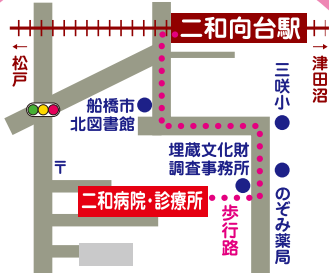 二和向台駅
←松戸
→津田沼
三咲小
船橋市
北図書館
埋蔵文化財
調査事務所
〒
二和病院・診療所
歩行路
のぞみ薬局